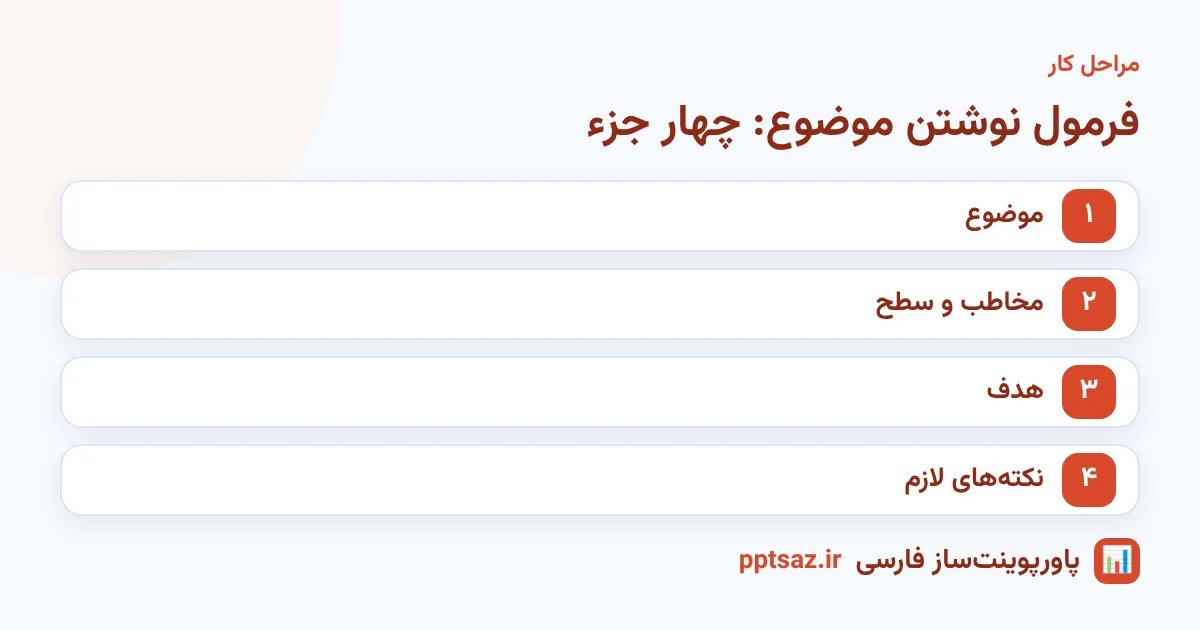 مراحل کار
فرمول نوشتن موضوع: چهار جزء
۱ موضوع
۲ مخاطب و سطح
۳ هدف
۴ نکته‌های لازم
پاورپوینت‌ساز فارسی pptsaz.ir